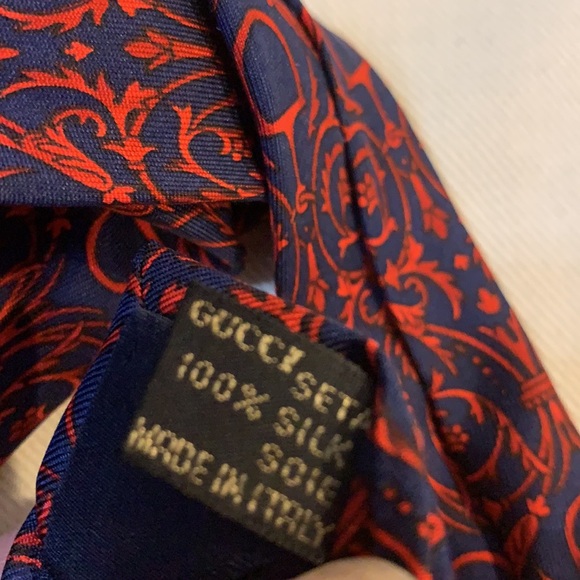 GUCCI
SETA
100% SILK
SOIE
MADE IN ITALY